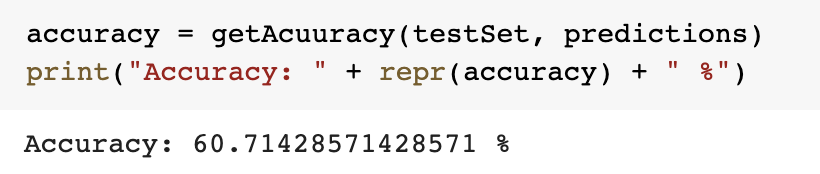 accuracy = getAcuuracy(testSet, predictions)
print("Accuracy: " + repr(accuracy) + " %")
Accuracy: 60.71428571428571 %